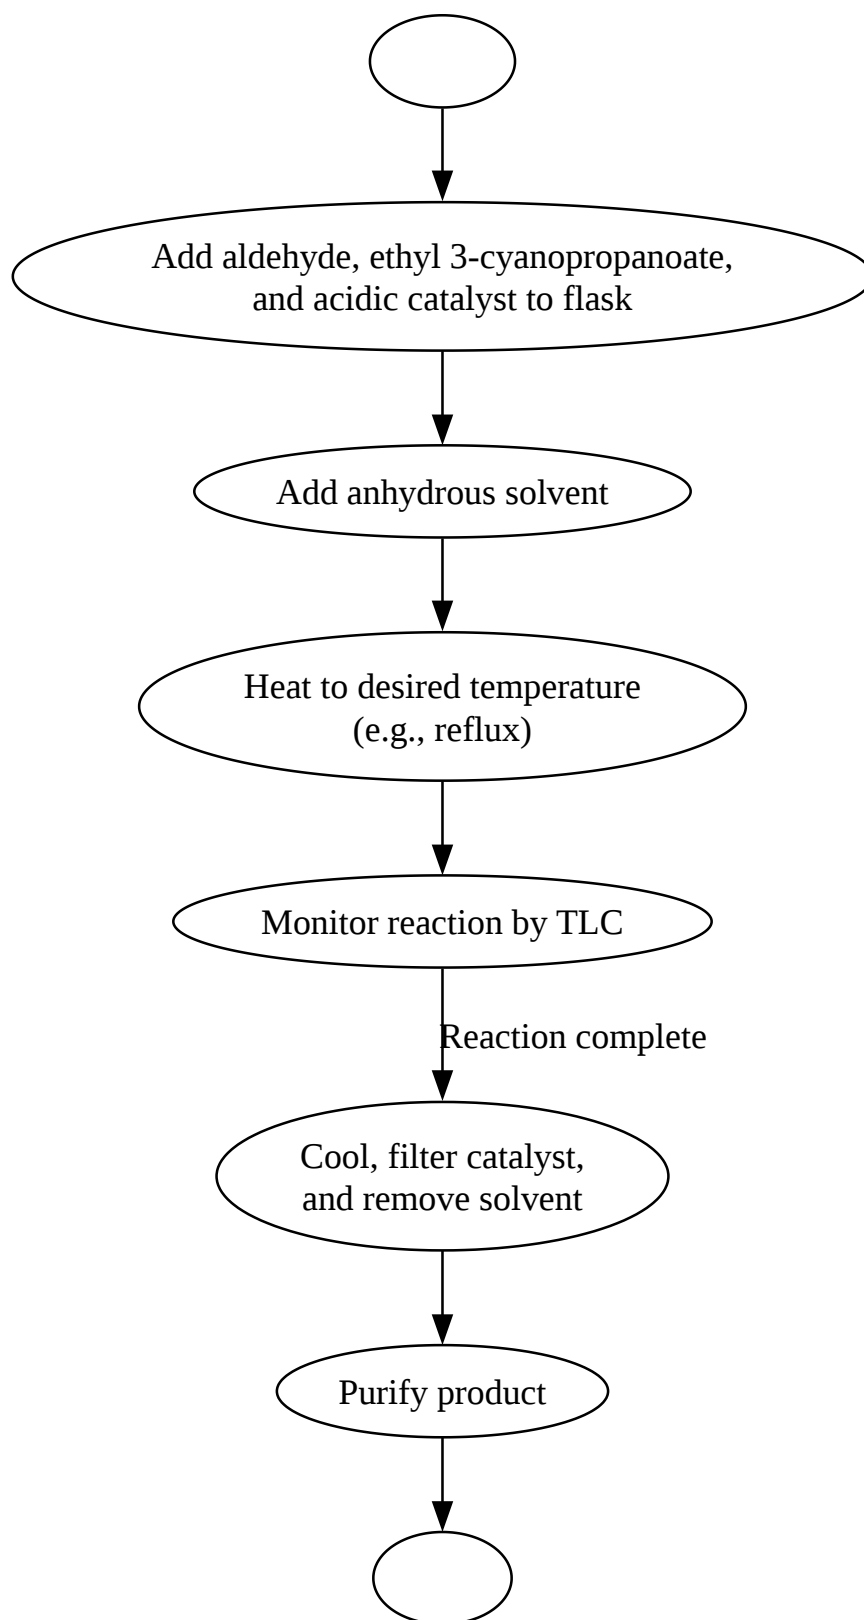 Add aldehyde, ethyl 3-cyanopropanoate,
and acidic catalyst to flask
Add anhydrous solvent
Heat to desired temperature
(e.g., reflux)
Monitor reaction by TLC
Reaction complete
Cool, filter catalyst,
and remove solvent
Purify product